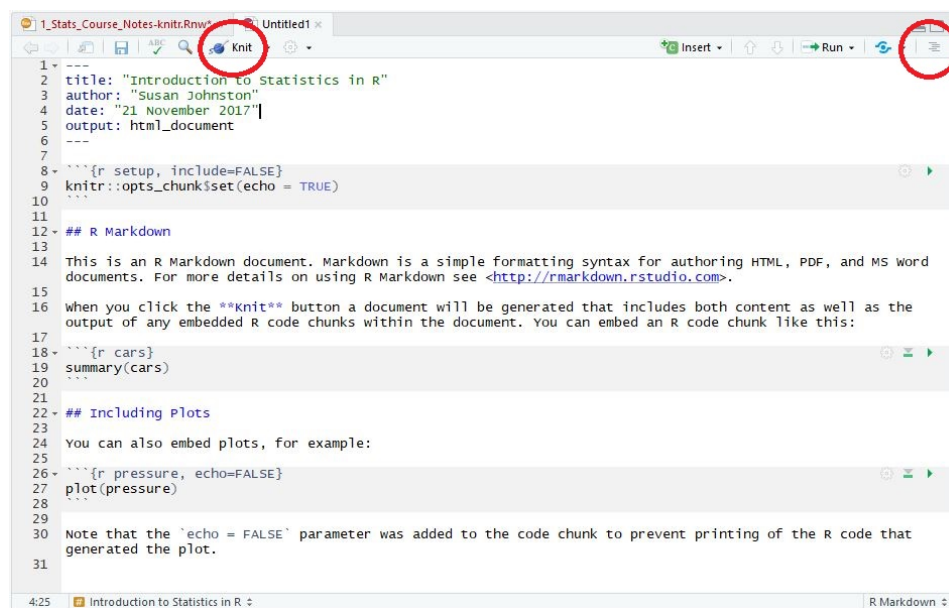 1_Stats_Course_Notes-knitr.Rnw* Untitled1
ABC Knit Insert Run
1 ---
2 title: "Introduction to Statistics in R"
3 author: "Susan Johnston"
4 date: "21 November 2017"
5 output: html_document
6 ---
7
8 ```{r setup, include=FALSE}
9 knitr::opts_chunk$set(echo = TRUE)
10 ```
11
12 ## R Markdown
13
14 This is an R Markdown document. Markdown is a simple formatting syntax for authoring HTML, PDF, and MS Word
documents. For more details on using R Markdown see <http://rmarkdown.rstudio.com>.
15
16 When you click the **Knit** button a document will be generated that includes both content as well as the
output of any embedded R code chunks within the document. You can embed an R code chunk like this:
17
18 ```{r cars}
19 summary(cars)
20 ```
21
22 ## Including Plots
23
24 You can also embed plots, for example:
25
26 ```{r pressure, echo=FALSE}
27 plot(pressure)
28 ```
29
30 Note that the `echo = FALSE` parameter was added to the code chunk to prevent printing of the R code that
generated the plot.
31
4:25 Introduction to Statistics in R R Markdown